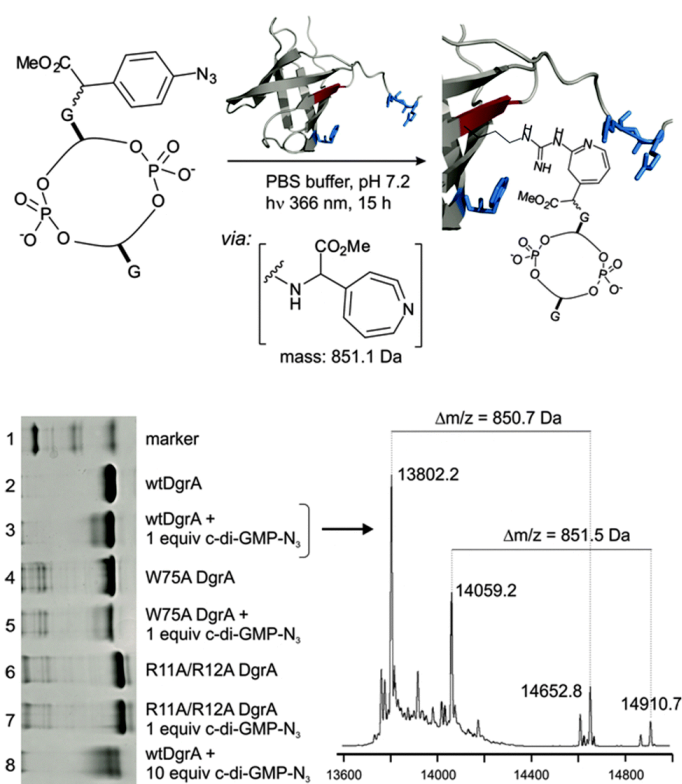 MeO₂C
N₃
G
O
P
O
O⁻
O
O
P
O
⁻O
O
G
PBS buffer, pH 7.2
hν 366 nm, 15 h
via:
CO₂Me
N
H
N
mass: 851.1 Da
H
N
H
N
N
NH
MeO₂C
G
O
O
P
O⁻
O
O
P
O
⁻O
O
G
Δm/z = 850.7 Da
13802.2
Δm/z = 851.5 Da
14059.2
14652.8
14910.7
13600
14000
14400
14800
1 marker
2 wtDgrA
3 wtDgrA +
1 equiv c-di-GMP-N₃
4 W75A DgrA
5 W75A DgrA +
1 equiv c-di-GMP-N₃
6 R11A/R12A DgrA
7 R11A/R12A DgrA
1 equiv c-di-GMP-N₃
8 wtDgrA +
10 equiv c-di-GMP-N₃